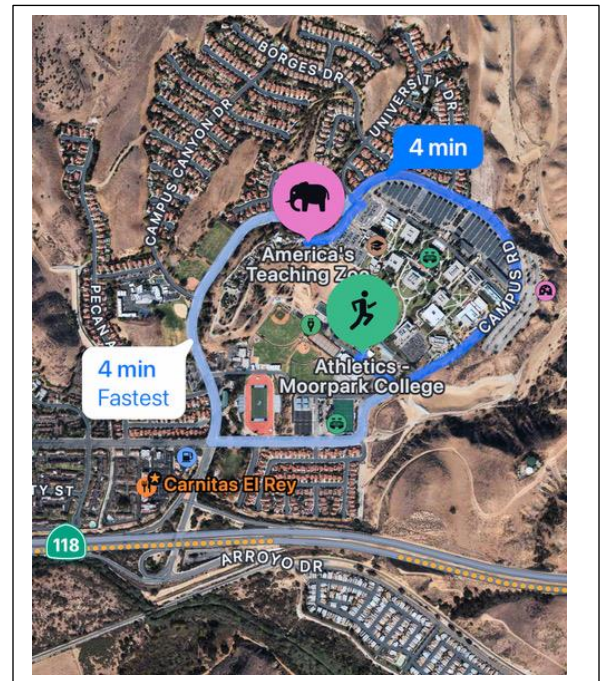 BORGES DR
UNIVERSITY DR
CAMPUS CANYON DR
4 min
America's
Teaching Zoo
CAMPUS RD
PECAN A
Athletics -
Moorpark College
4 min
Fastest
Carnitas El Rey
TY ST
118
ARROYO DR